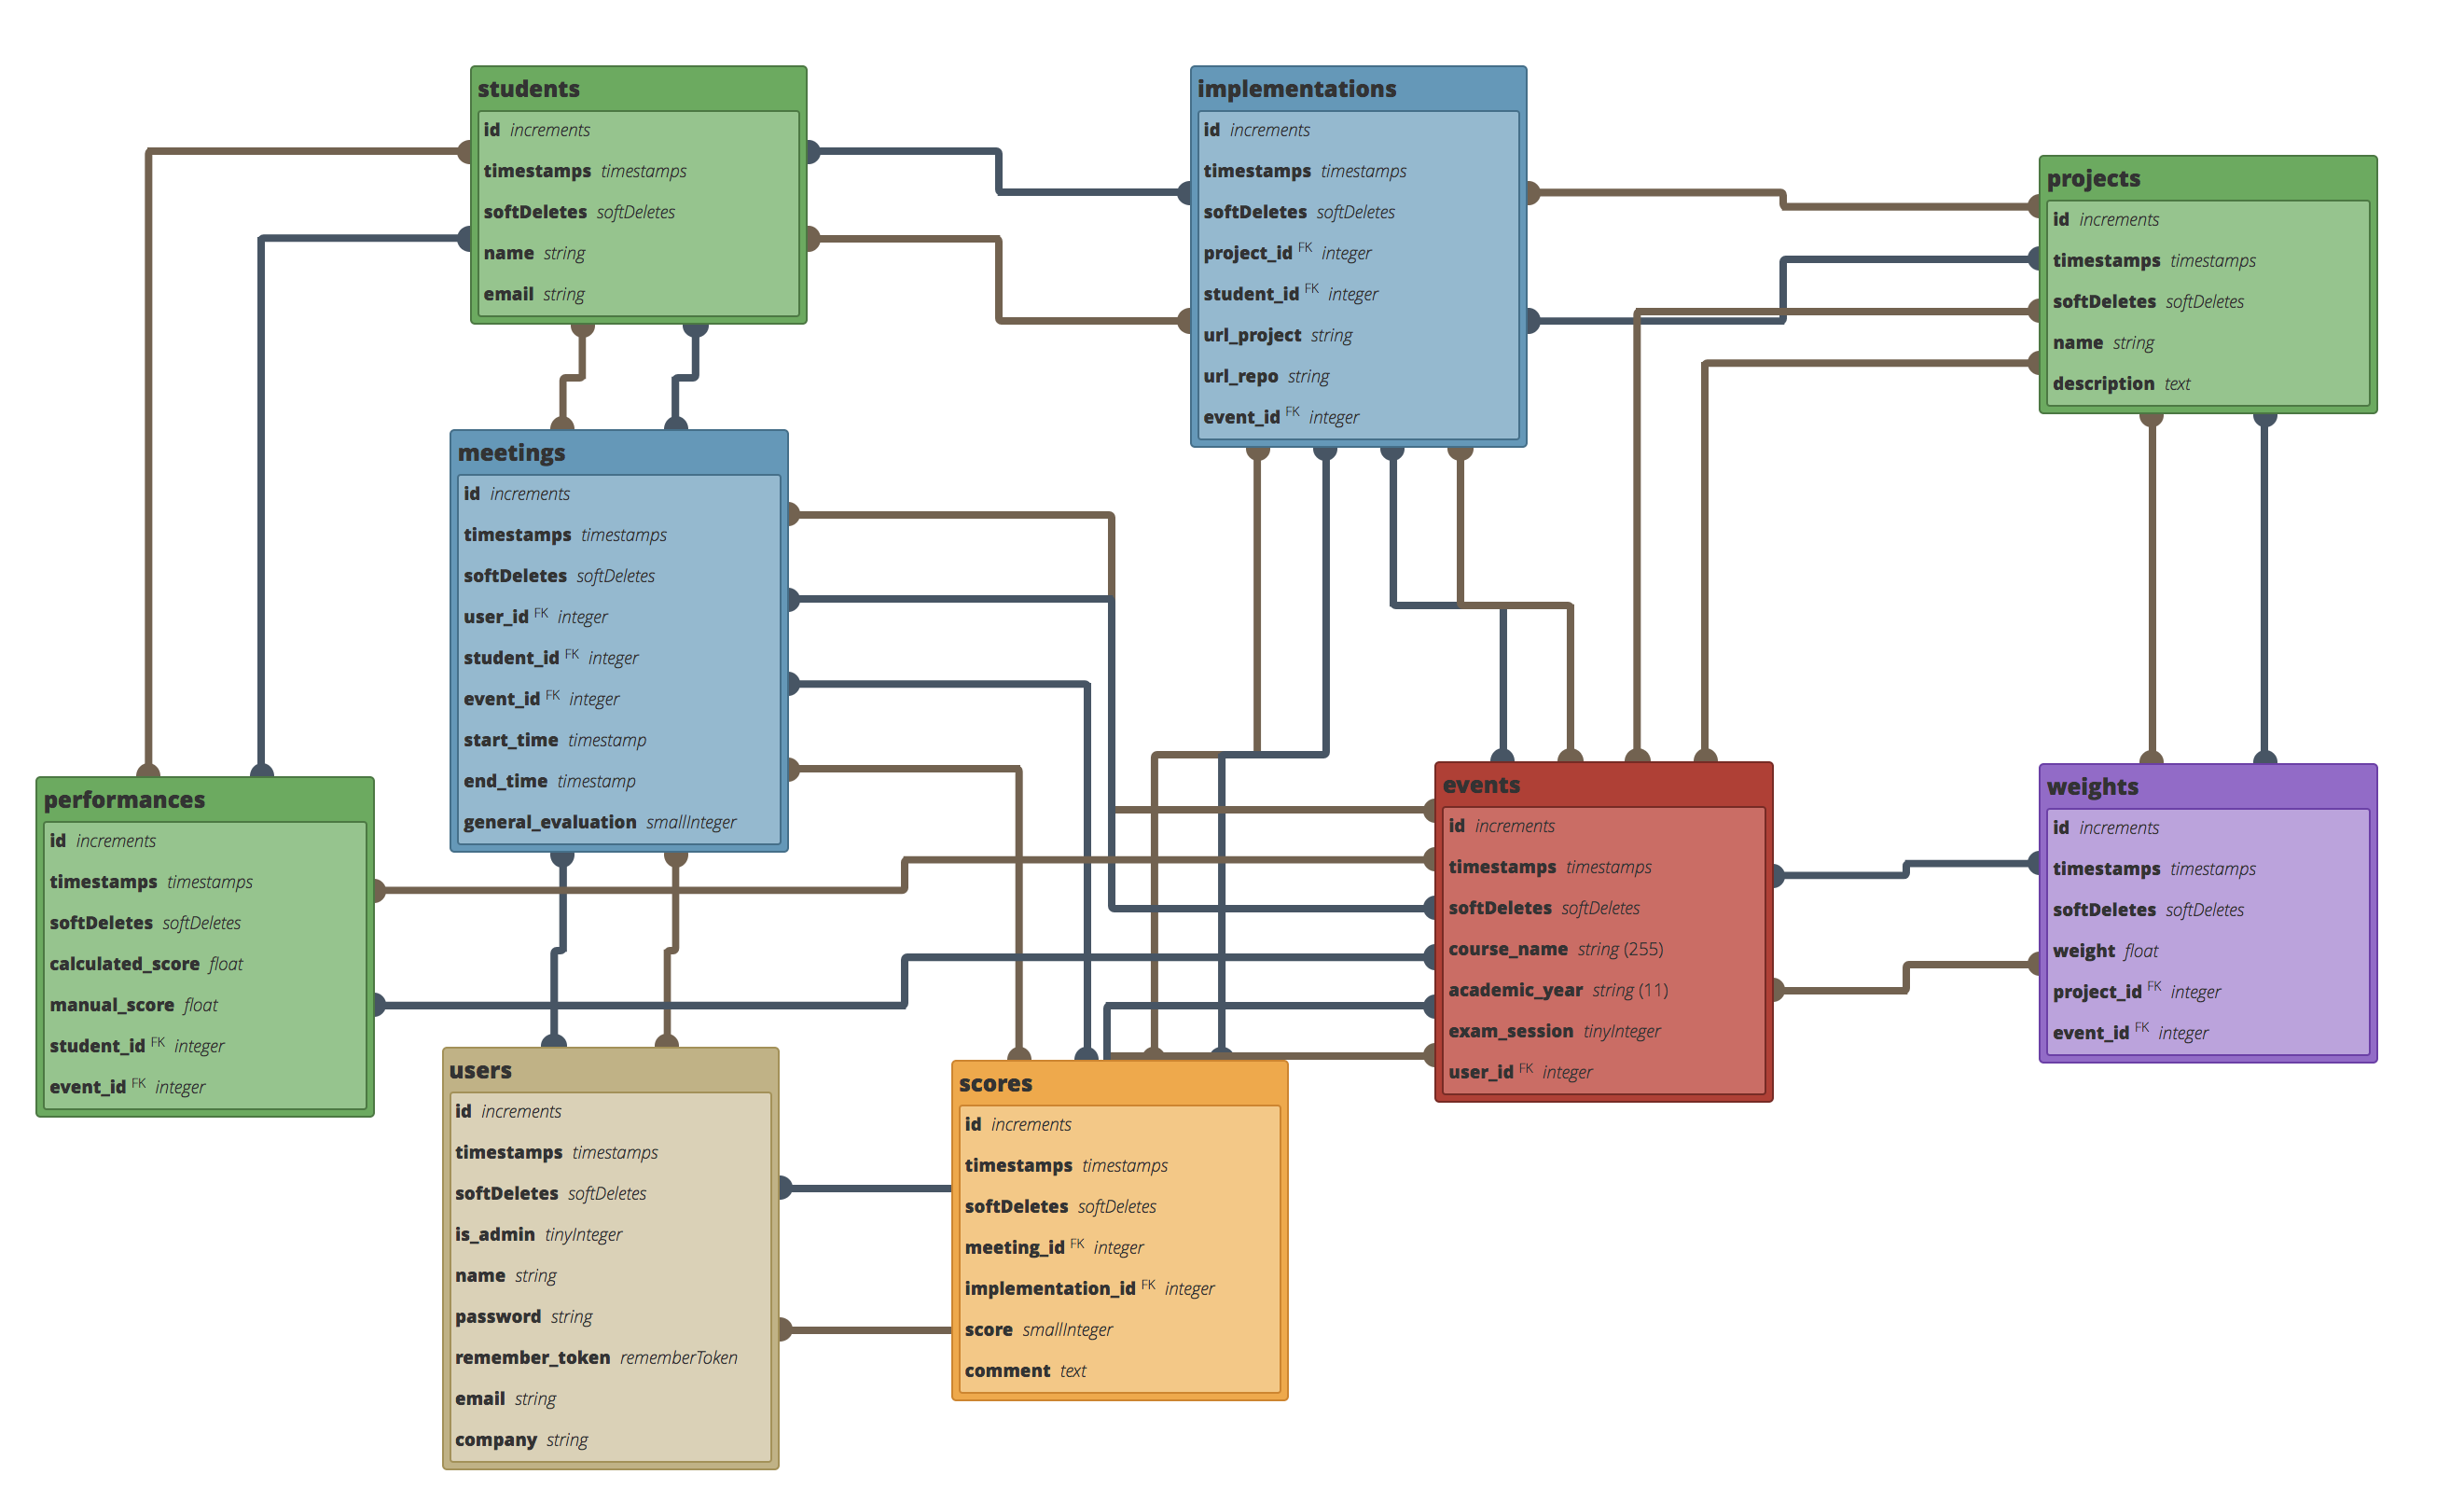 students
id increments
timestamps timestamps
softDeletes softDeletes
name string
email string
implementations
id increments
timestamps timestamps
softDeletes softDeletes
project_id FK integer
student_id FK integer
url_project string
url_repo string
event_id FK integer
projects
id increments
timestamps timestamps
softDeletes softDeletes
name string
description text
meetings
id increments
timestamps timestamps
softDeletes softDeletes
user_id FK integer
student_id FK integer
event_id FK integer
start_time timestamp
end_time timestamp
general_evaluation smallInteger
performances
id increments
timestamps timestamps
softDeletes softDeletes
calculated_score float
manual_score float
student_id FK integer
event_id FK integer
events
id increments
timestamps timestamps
softDeletes softDeletes
course_name string (255)
academic_year string (11)
exam_session tinyInteger
user_id FK integer
weights
id increments
timestamps timestamps
softDeletes softDeletes
weight float
project_id FK integer
event_id FK integer
users
id increments
timestamps timestamps
softDeletes softDeletes
is_admin tinyInteger
name string
password string
remember_token rememberToken
email string
company string
scores
id increments
timestamps timestamps
softDeletes softDeletes
meeting_id FK integer
implementation_id FK integer
score smallInteger
comment text